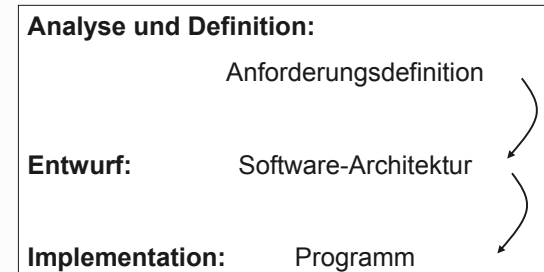 Analyse und Definition:
Anforderungsdefinition
Entwurf: Software-Architektur
Implementation: Programm